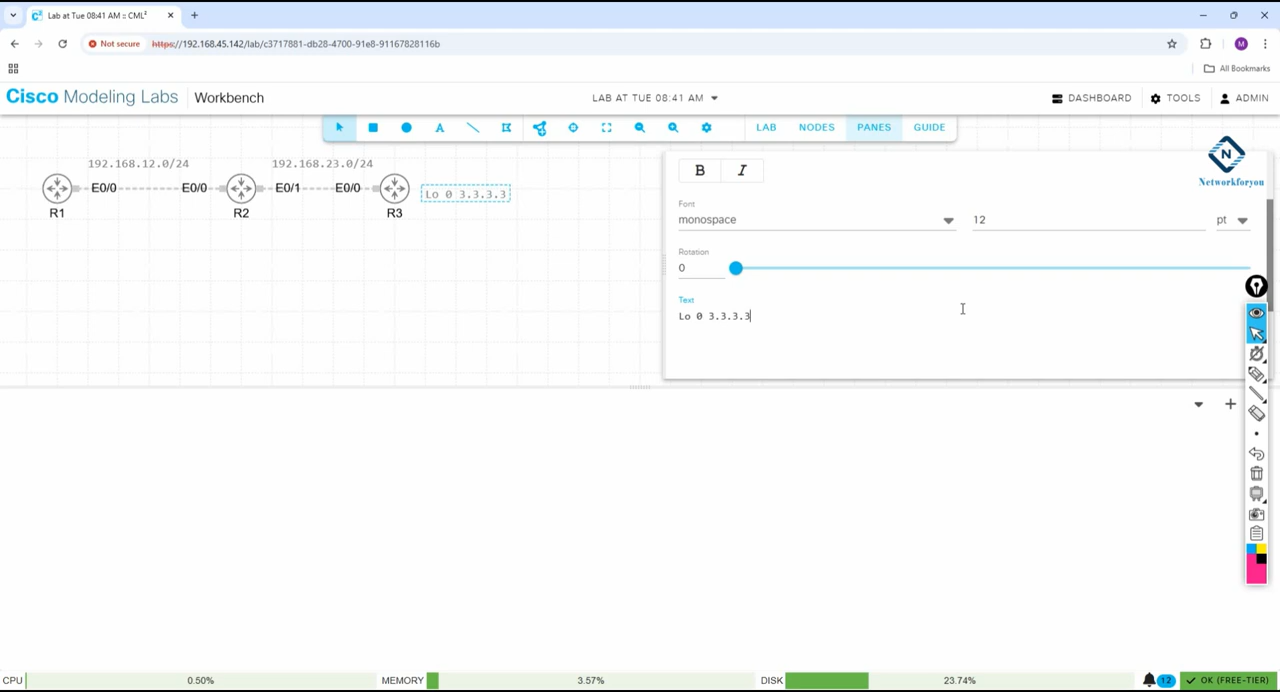 Lab at Tue 08:41 AM :: CML²
Not secure
https://192.168.45.142/lab/c3717881-db28-4700-91e8-91167828116b
M
All Bookmarks
Cisco Modeling Labs
Workbench
LAB AT TUE 08:41 AM
DASHBOARD
TOOLS
ADMIN
A
LAB
NODES
PANES
GUIDE
N
Networkforyou
192.168.12.0/24
192.168.23.0/24
E0/0
E0/0
E0/1
E0/0
Lo 0 3.3.3.3
R1
R2
R3
B
I
Font
monospace
12
pt
Rotation
0
Text
Lo 0 3.3.3.3
CPU
0.50%
MEMORY
3.57%
DISK
23.74%
12
OK (FREE-TIER)